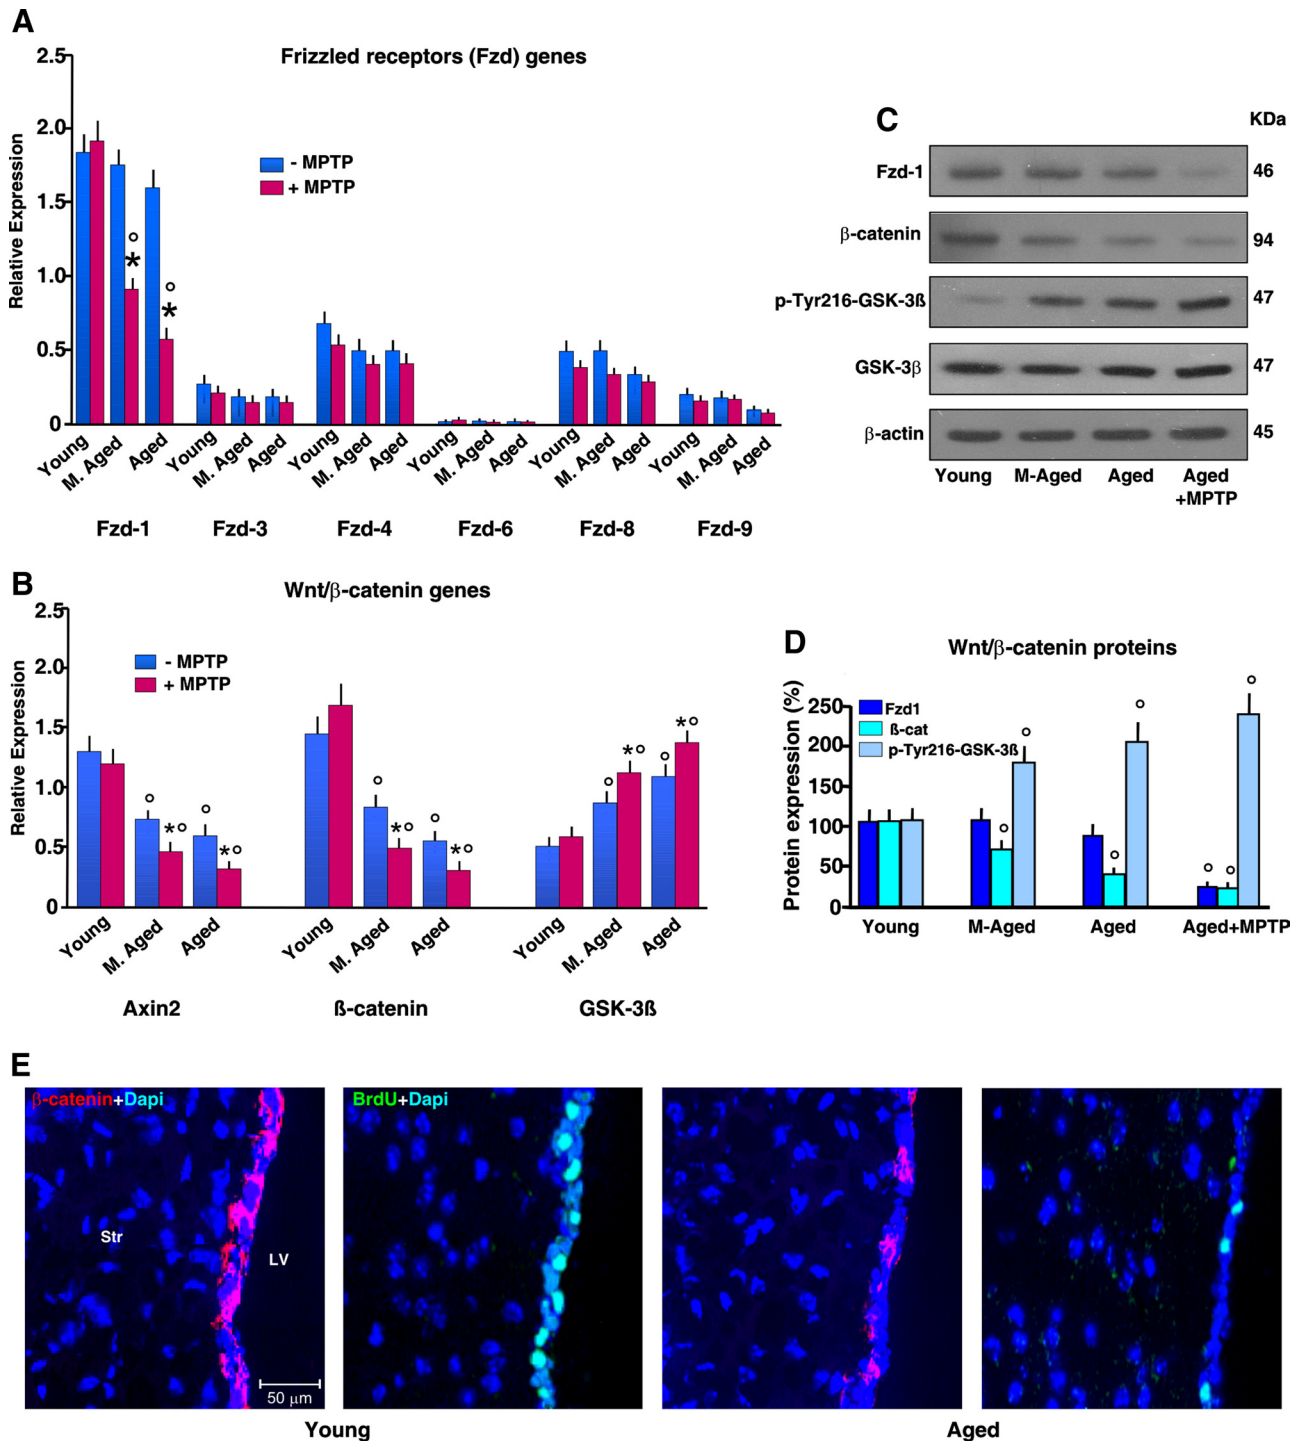 A
Frizzled receptors (Fzd) genes
Relative Expression
2.5
2.0
1.5
1.0
0.5
0
- MPTP
+ MPTP
° * ° *
Young M. Aged Aged Young M. Aged Aged Young M. Aged Aged Young M. Aged Aged Young M. Aged Aged Young M. Aged Aged
Fzd-1 Fzd-3 Fzd-4 Fzd-6 Fzd-8 Fzd-9
B
Wnt/β-catenin genes
Relative Expression
2.5
2.0
1.5
1.0
0.5
0
- MPTP
+ MPTP
° *° ° *° ° *° ° *° ° *° ° *°
Young M. Aged Aged Young M. Aged Aged Young M. Aged Aged
Axin2 ß-catenin GSK-3ß
C
KDa
Fzd-1 46
β-catenin 94
p-Tyr216-GSK-3ß 47
GSK-3β 47
β-actin 45
Young M-Aged Aged Aged
+MPTP
D
Wnt/β-catenin proteins
Protein expression (%)
250
200
150
100
50
0
Fzd1
ß-cat
p-Tyr216-GSK-3ß
° ° ° ° ° ° °
Young M-Aged Aged Aged+MPTP
E
β-catenin+Dapi BrdU+Dapi
Str
LV
50 μm
Young Aged